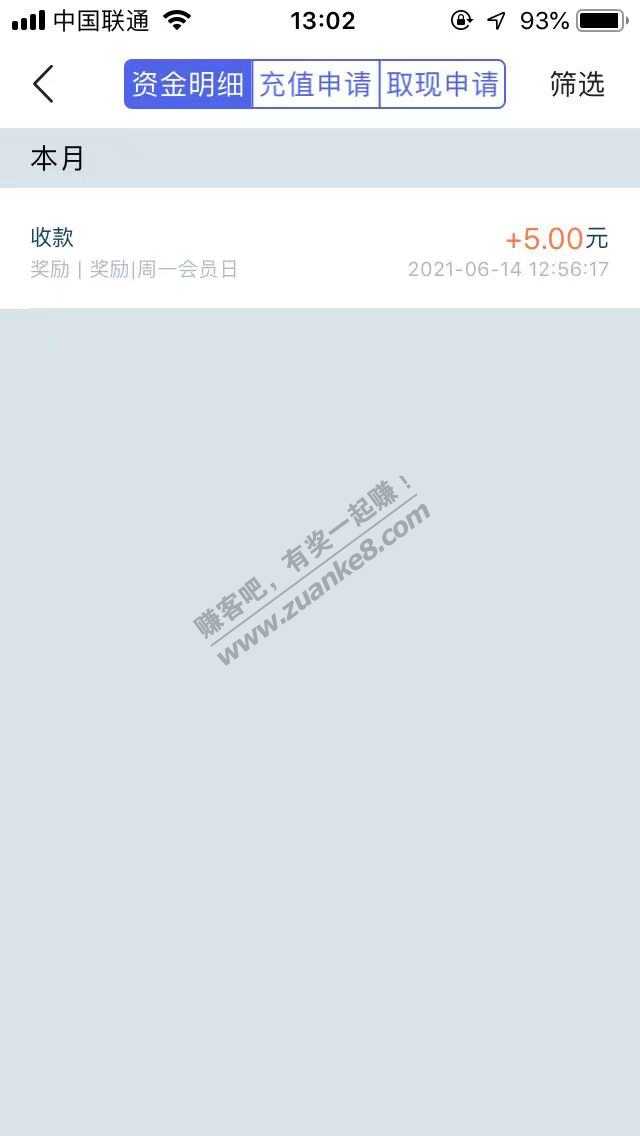 中国联通 13:02 93%
资金明细 充值申请 取现申请 筛选
本月
收款 +5.00元
奖励 | 奖励|周一会员日 2021-06-14 12:56:17
赚客吧，有奖一起赚！
www.zuanke8.com